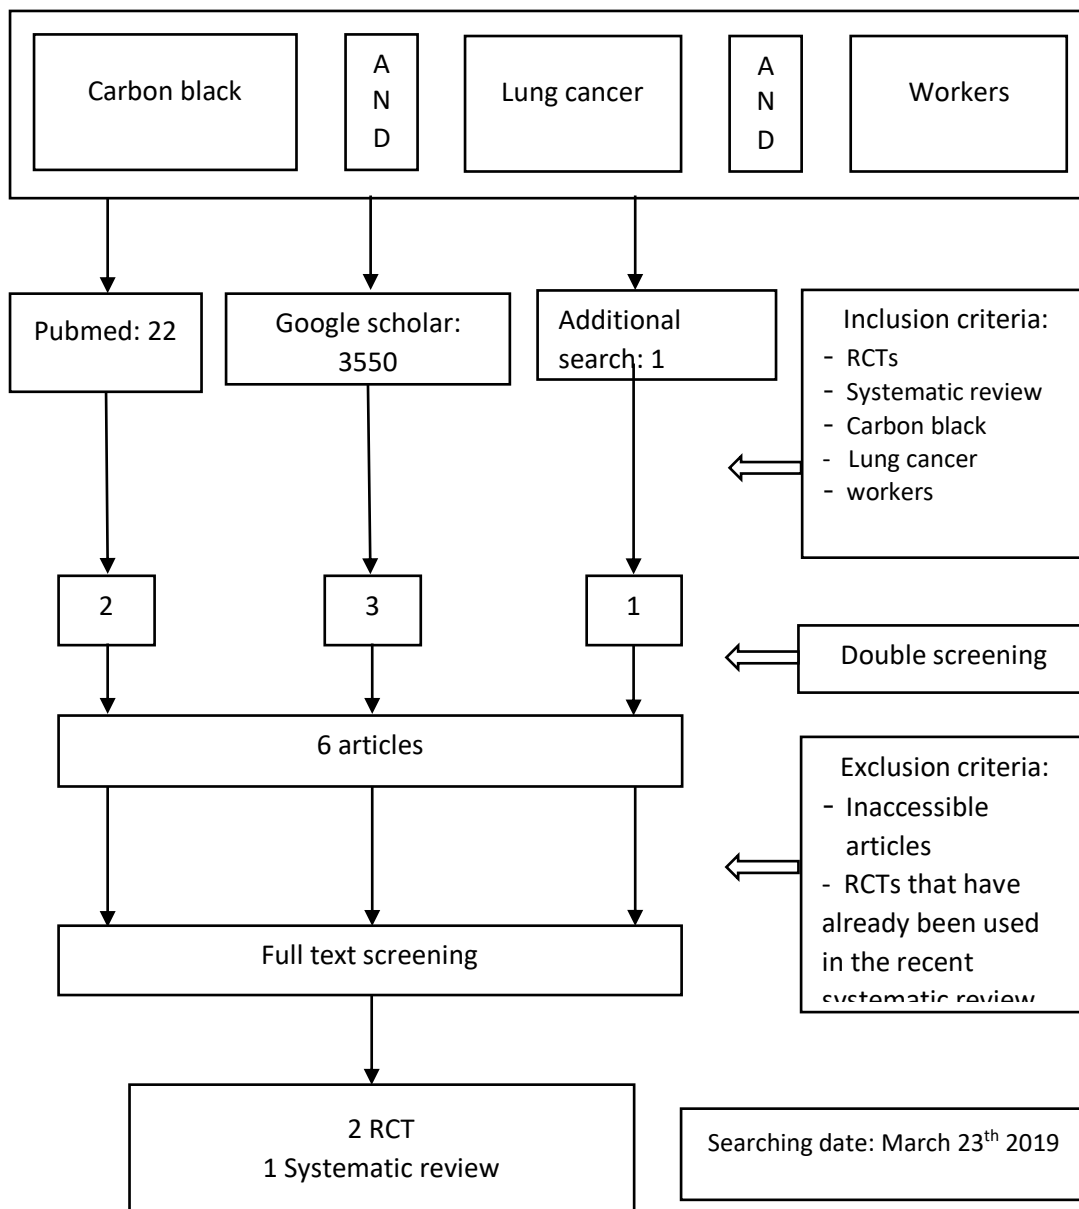 Carbon black
A
N
D
Lung cancer
A
N
D
Workers
Pubmed: 22
Google scholar:
3550
Additional
search: 1
Inclusion criteria:
- RCTs
- Systematic review
- Carbon black
- Lung cancer
- workers
2
3
1
Double screening
6 articles
Exclusion criteria:
- Inaccessible
articles
- RCTs that have
already been used
in the recent
systematic review
Full text screening
2 RCT
1 Systematic review
Searching date: March 23th 2019